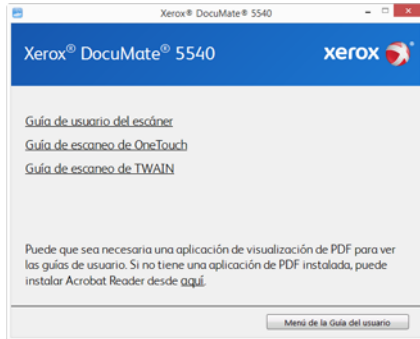 Xerox® DocuMate® 5540
Xerox® DocuMate® 5540
xerox
Guía de usuario del escáner
Guía de escaneo de OneTouch
Guía de escaneo de TWAIN
Puede que sea necesaria una aplicación de visualización de PDF para ver
las guías de usuario. Si no tiene una aplicación de PDF instalada, puede
instalar Acrobat Reader desde aquí.
Menú de la Guía del usuario